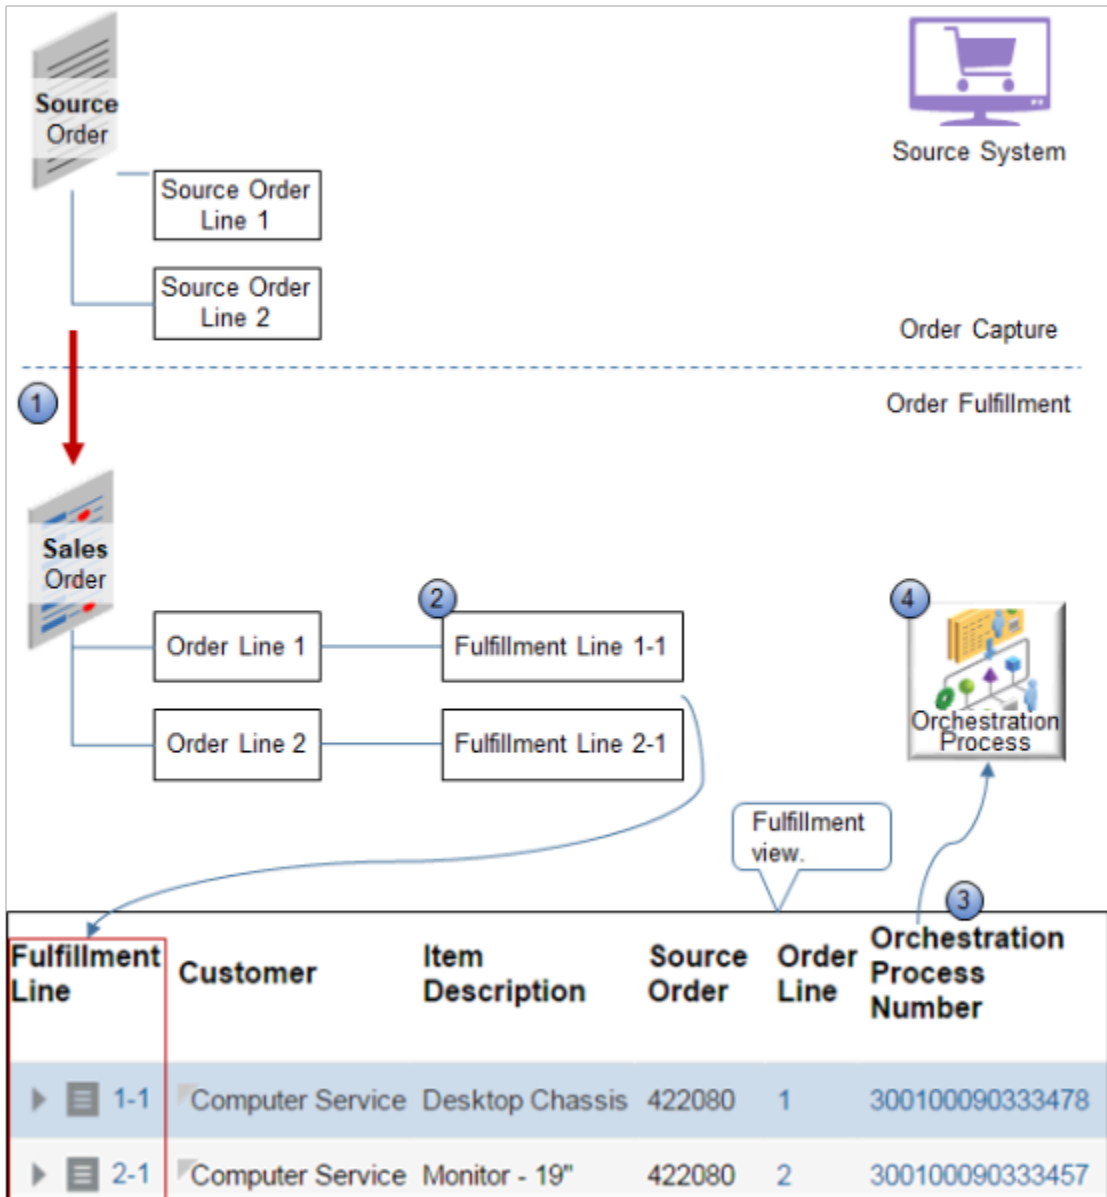 Source
Order
Source System
Source Order
Line 1
Source Order
Line 2
Order Capture
1
Order Fulfillment
Sales
Order
2
4
Order Line 1
Fulfillment Line 1-1
Order Line 2
Fulfillment Line 2-1
Orchestration
Process
Fulfillment
view.
3
Fulfillment
Line
Customer
Item
Description
Source
Order
Order
Line
Orchestration
Process
Number
1-1 Computer Service Desktop Chassis 422080 1 300100090333478
2-1 Computer Service Monitor - 19" 422080 2 300100090333457